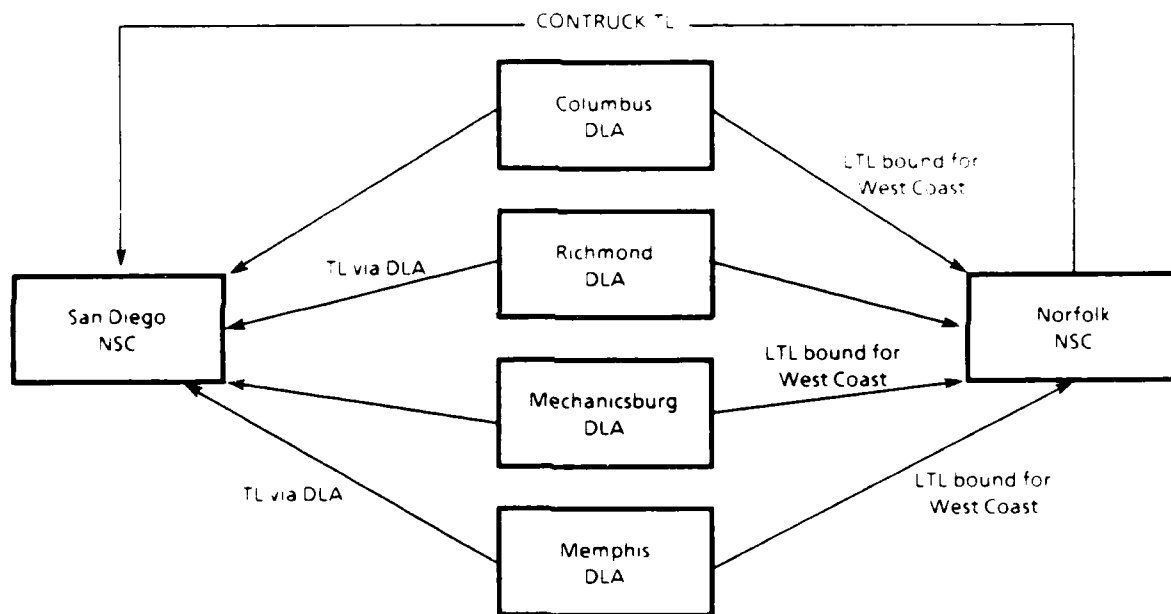 CONTRUCK TL
Columbus
DLA
LTL bound for
West Coast
Richmond
DLA
TL via DLA
San Diego
NSC
Norfolk
NSC
LTL bound for
West Coast
Mechanicsburg
DLA
TL via DLA
LTL bound for
West Coast
Memphis
DLA